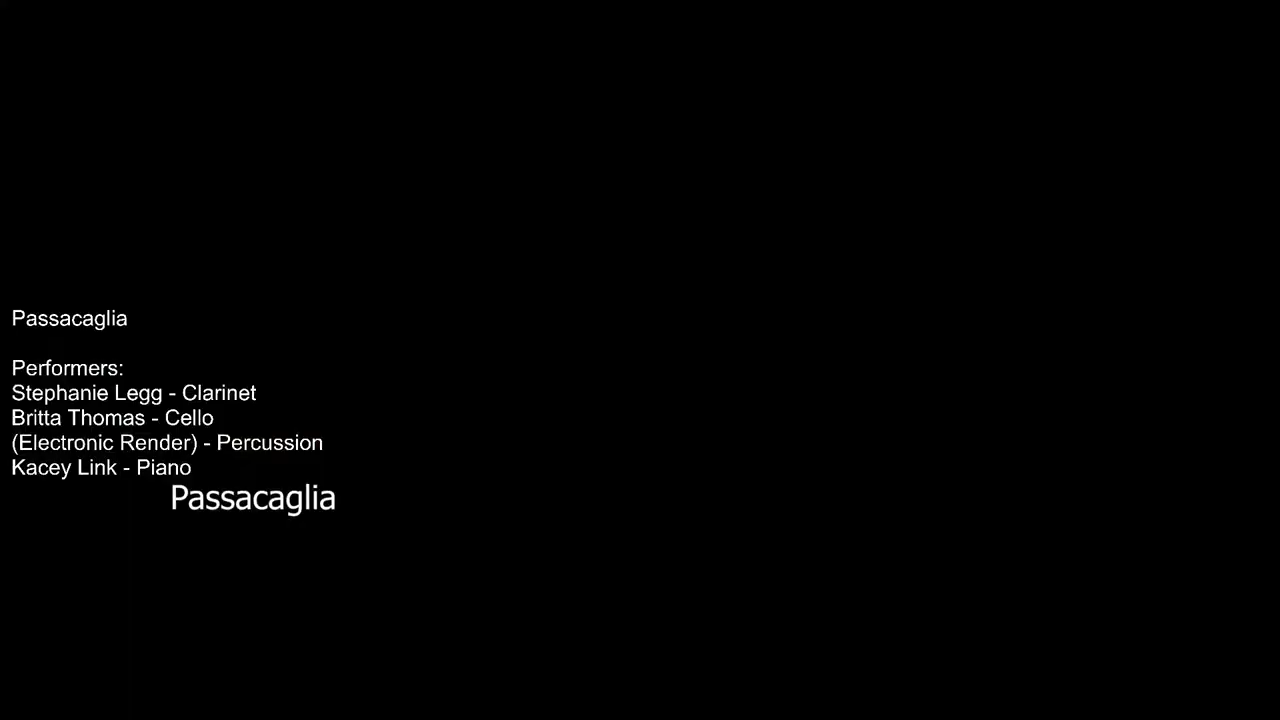 Passacaglia
Performers:
Stephanie Legg - Clarinet
Britta Thomas - Cello
(Electronic Render) - Percussion
Kacey Link - Piano
Passacaglia